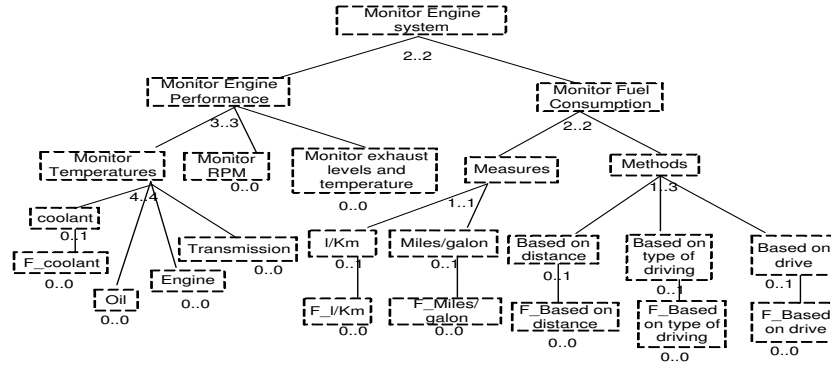 Monitor Engine
system
2..2
Monitor Engine
Performance
Monitor Fuel
Consumption
3..3
2..2
Monitor
Temperatures
Monitor
RPM
0..0
Monitor exhaust
levels and
temperature
0..0
Measures
Methods
4..4
1..1
1..3
coolant
0..1
F_coolant
0..0
Oil
0..0
Engine
0..0
Transmission
0..0
l/Km
0..1
F_l/Km
0..0
Miles/galon
0..1
F_Miles/
galon
0..0
Based on
distance
0..1
F_Based on
distance
0..0
Based on
type of
driving
0..1
F_Based
on type of
driving
0..0
Based on
drive
0..1
F_Based
on drive
0..0